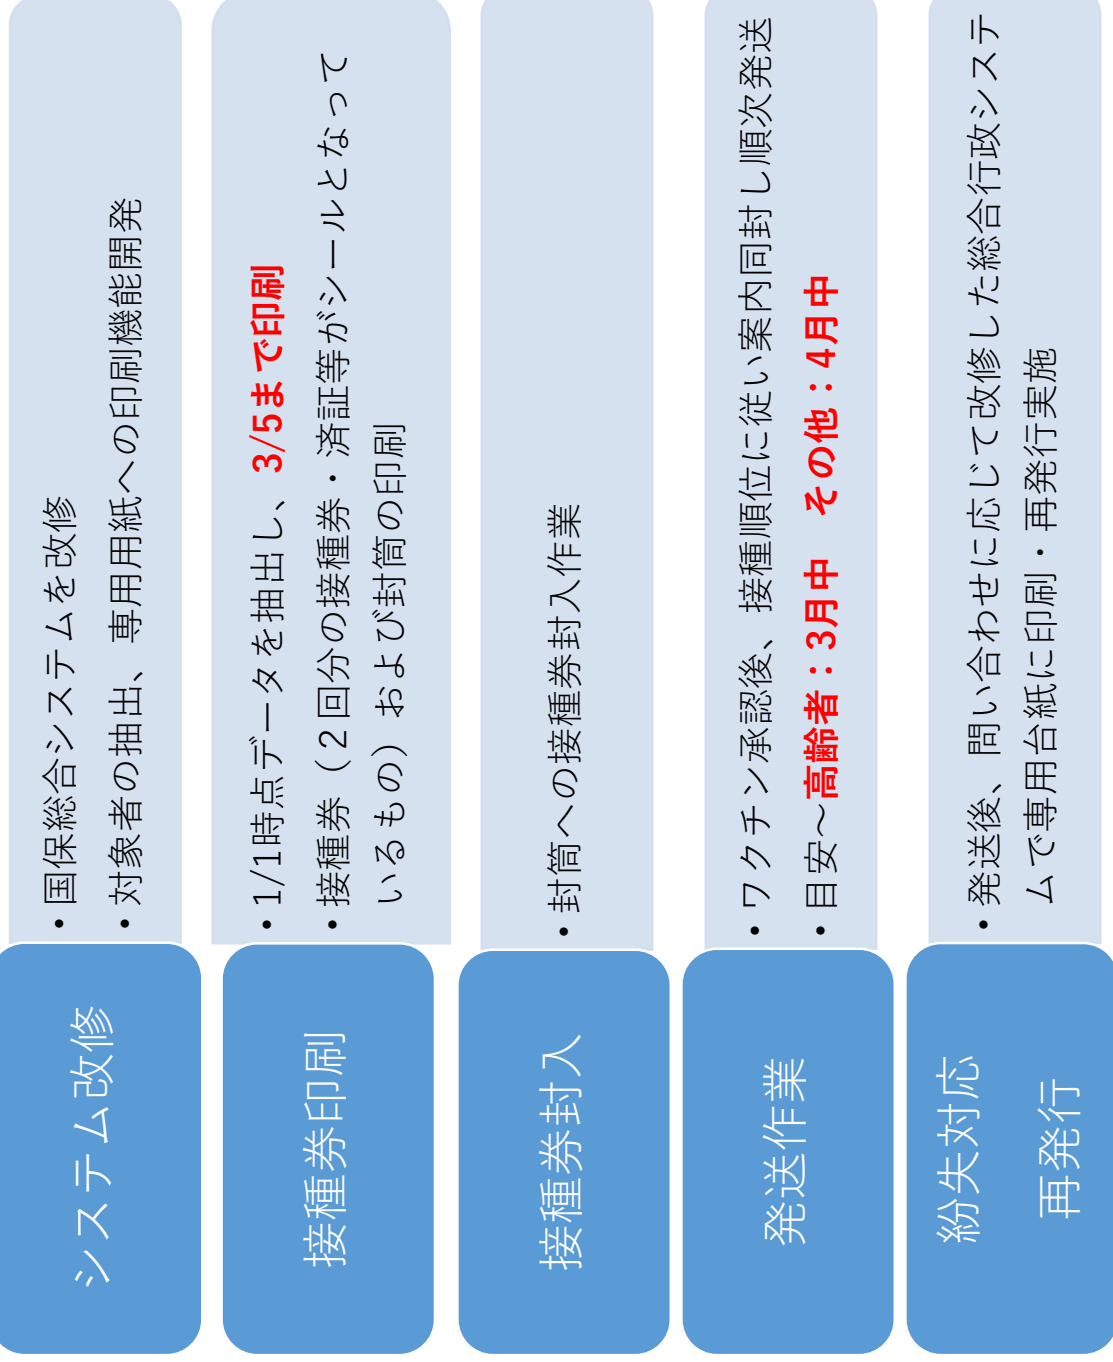 システム改修
・国保総合システムを改修
・対象者の抽出、専用用紙への印刷機能開発
接種券印刷
・1/1時点データを抽出し、3/5まで印刷
・接種券（２回分の接種券・済証等がシールとなって
いるもの）および封筒の印刷
接種券封入
・封筒への接種券封入作業
発送作業
・ワクチン承認後、接種順位に従い案内同封し順次発送
・目安～高齢者：3月中　その他：4月中
紛失対応
再発行
・発送後、問い合わせに応じて改修した総合行政システ
ムで専用台紙に印刷・再発行実施